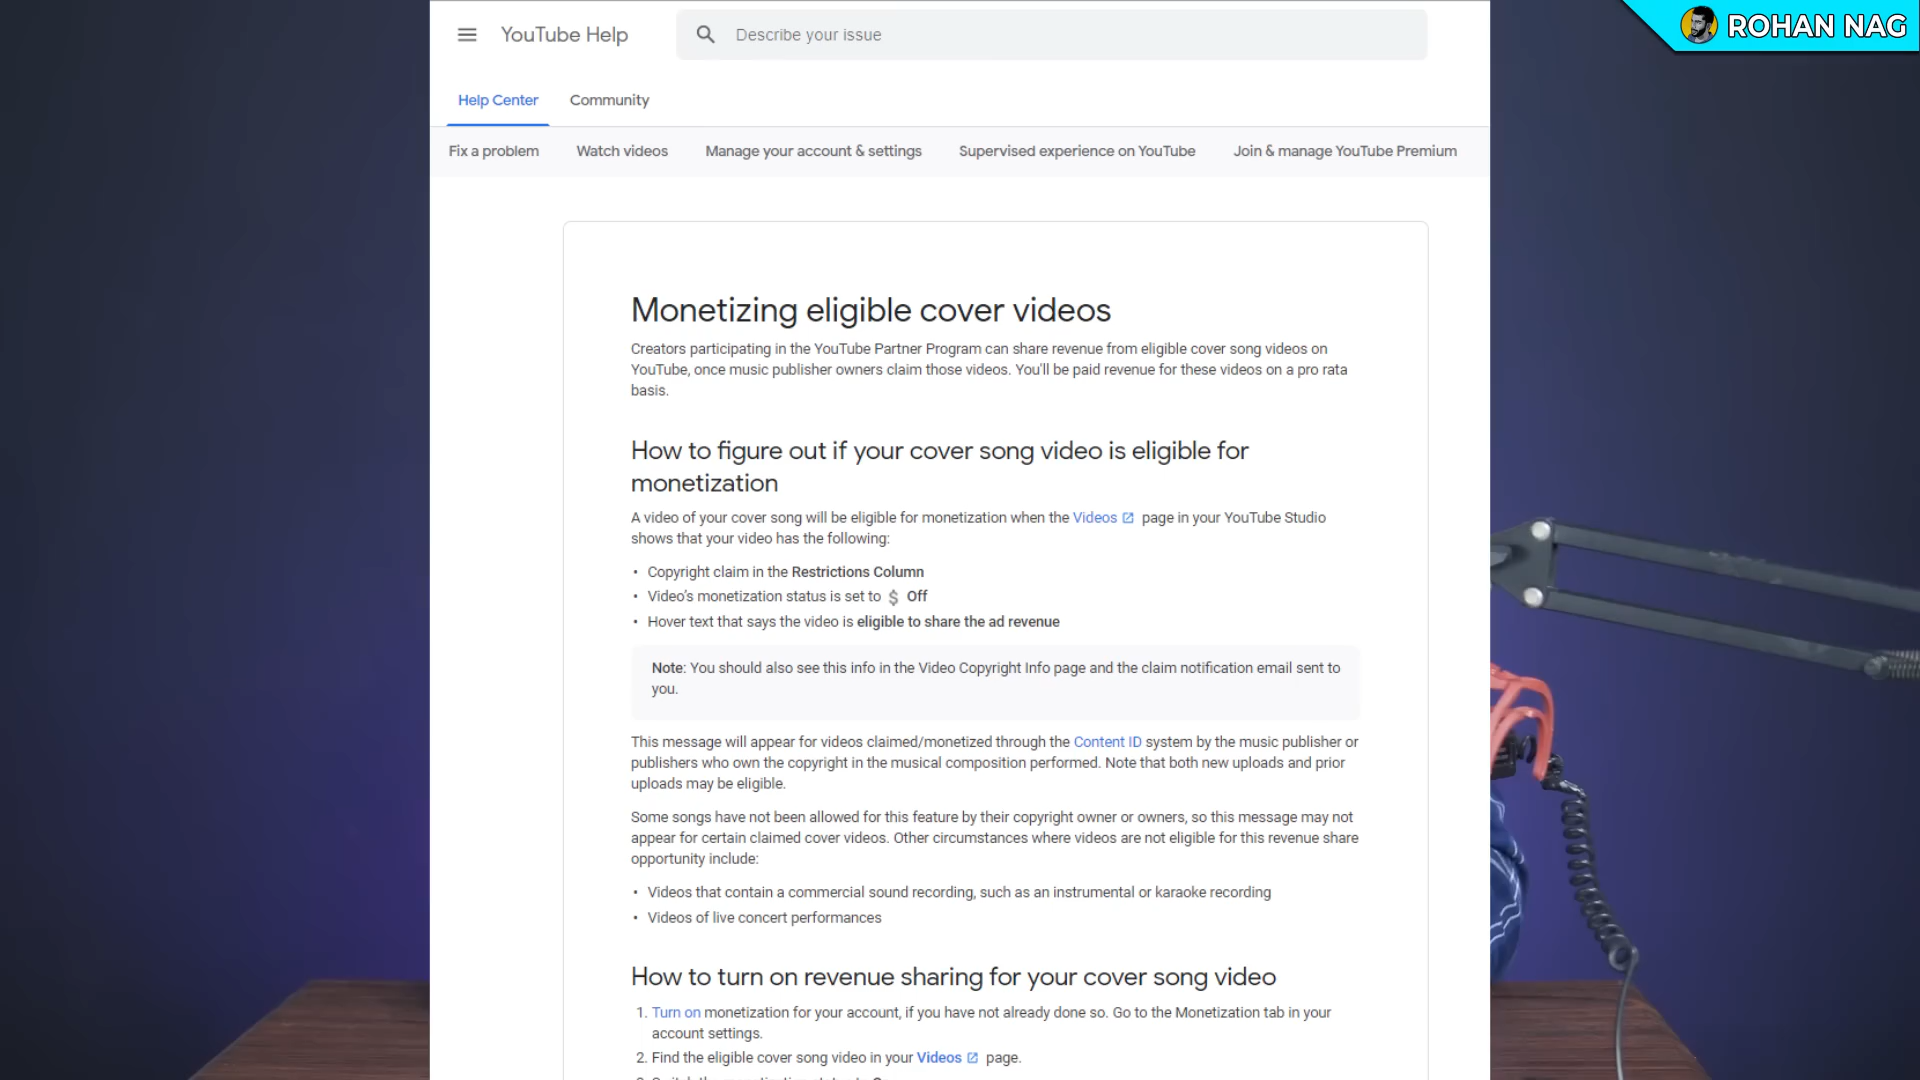 ROHAN NAG
YouTube Help
Describe your issue
Help Center
Community
Fix a problem
Watch videos
Manage your account & settings
Supervised experience on YouTube
Join & manage YouTube Premium
Monetizing eligible cover videos
Creators participating in the YouTube Partner Program can share revenue from eligible cover song videos on
YouTube, once music publisher owners claim those videos. You'll be paid revenue for these videos on a pro rata
basis.
How to figure out if your cover song video is eligible for
monetization
A video of your cover song will be eligible for monetization when the Videos page in your YouTube Studio
shows that your video has the following:
• Copyright claim in the Restrictions Column
• Video's monetization status is set to $ Off
• Hover text that says the video is eligible to share the ad revenue
Note: You should also see this info in the Video Copyright Info page and the claim notification email sent to
you.
This message will appear for videos claimed/monetized through the Content ID system by the music publisher or
publishers who own the copyright in the musical composition performed. Note that both new uploads and prior
uploads may be eligible.
Some songs have not been allowed for this feature by their copyright owner or owners, so this message may not
appear for certain claimed cover videos. Other circumstances where videos are not eligible for this revenue share
opportunity include:
• Videos that contain a commercial sound recording, such as an instrumental or karaoke recording
• Videos of live concert performances
How to turn on revenue sharing for your cover song video
1. Turn on monetization for your account, if you have not already done so. Go to the Monetization tab in your
account settings.
2. Find the eligible cover song video in your Videos page.